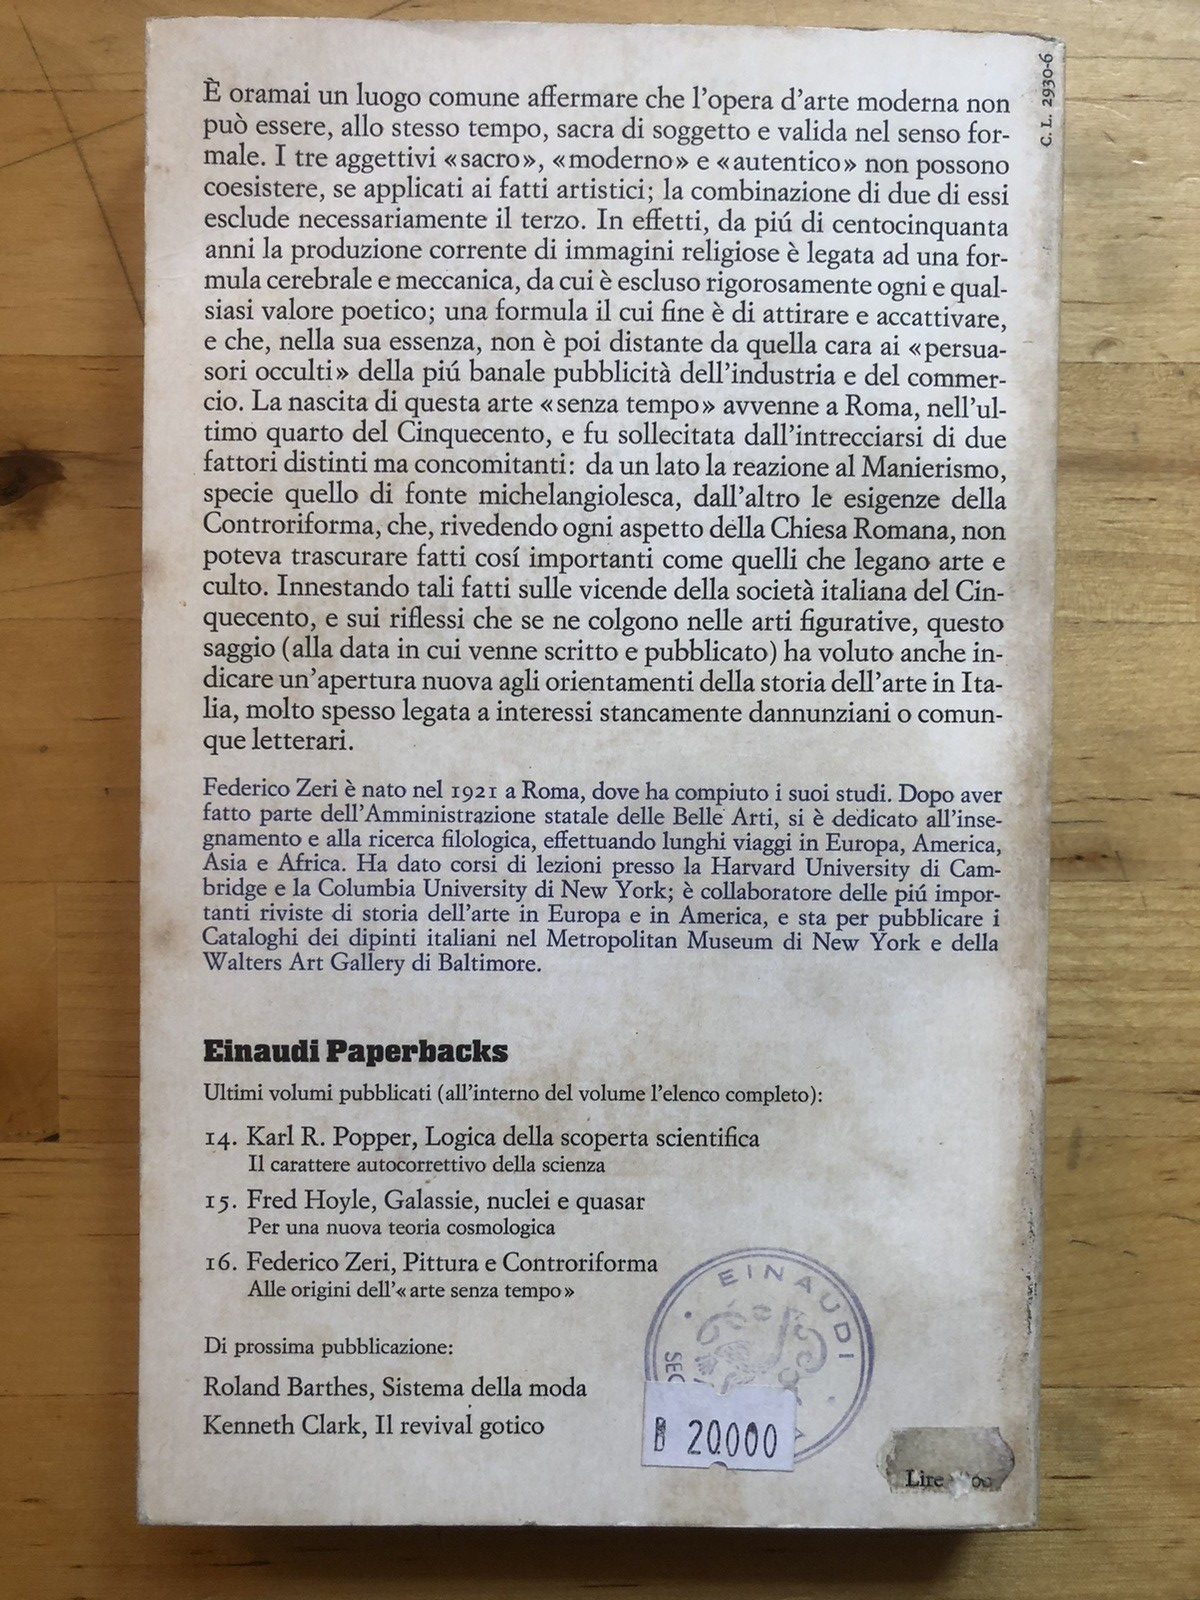 È oramai un luogo comune affermare che l'opera d'arte moderna non
può essere, allo stesso tempo, sacra di soggetto e valida nel senso for-
male. I tre aggettivi «sacro», «moderno» e «autentico» non possono
coesistere, se applicati ai fatti artistici; la combinazione di due di essi
esclude necessariamente il terzo. In effetti, da piú di centocinquanta
anni la produzione corrente di immagini religiose è legata ad una for-
mula cerebrale e meccanica, da cui è escluso rigorosamente ogni e qual-
siasi valore poetico; una formula il cui fine è di attirare e accattivare,
e che, nella sua essenza, non è poi distante da quella cara ai «persua-
sori occulti» della piú banale pubblicità dell'industria e del commer-
cio. La nascita di questa arte «senza tempo» avvenne a Roma, nell'ul-
timo quarto del Cinquecento, e fu sollecitata dall'intrecciarsi di due
fattori distinti ma concomitanti: da un lato la reazione al Manierismo,
specie quello di fonte michelangiolesca, dall'altro le esigenze della
Controriforma, che, rivedendo ogni aspetto della Chiesa Romana, non
poteva trascurare fatti cosí importanti come quelli che legano arte e
culto. Innestando tali fatti sulle vicende della società italiana del Cin-
quecento, e sui riflessi che se ne colgono nelle arti figurative, questo
saggio (alla data in cui venne scritto e pubblicato) ha voluto anche in-
dicare un'apertura nuova agli orientamenti della storia dell'arte in Ita-
lia, molto spesso legata a interessi stancamente dannunziani o comun-
que letterari.
Federico Zeri è nato nel 1921 a Roma, dove ha compiuto i suoi studi. Dopo aver
fatto parte dell'Amministrazione statale delle Belle Arti, si è dedicato all'inse-
gnamento e alla ricerca filologica, effettuando lunghi viaggi in Europa, America,
Asia e Africa. Ha dato corsi di lezioni presso la Harvard University di Cam-
bridge e la Columbia University di New York; è collaboratore delle piú impor-
tanti riviste di storia dell'arte in Europa e in America, e sta per pubblicare i
Cataloghi dei dipinti italiani nel Metropolitan Museum di New York e della
Walters Art Gallery di Baltimore.
Einaudi Paperbacks
Ultimi volumi pubblicati (all'interno del volume l'elenco completo):
14. Karl R. Popper, Logica della scoperta scientifica
Il carattere autocorrettivo della scienza
15. Fred Hoyle, Galassie, nuclei e quasar
Per una nuova teoria cosmologica
16. Federico Zeri, Pittura e Controriforma
Alle origini dell'«arte senza tempo»
Di prossima pubblicazione:
Roland Barthes, Sistema della moda
Kenneth Clark, Il revival gotico
EINAUDI
B 20000
Lire
C. L. 2930-6